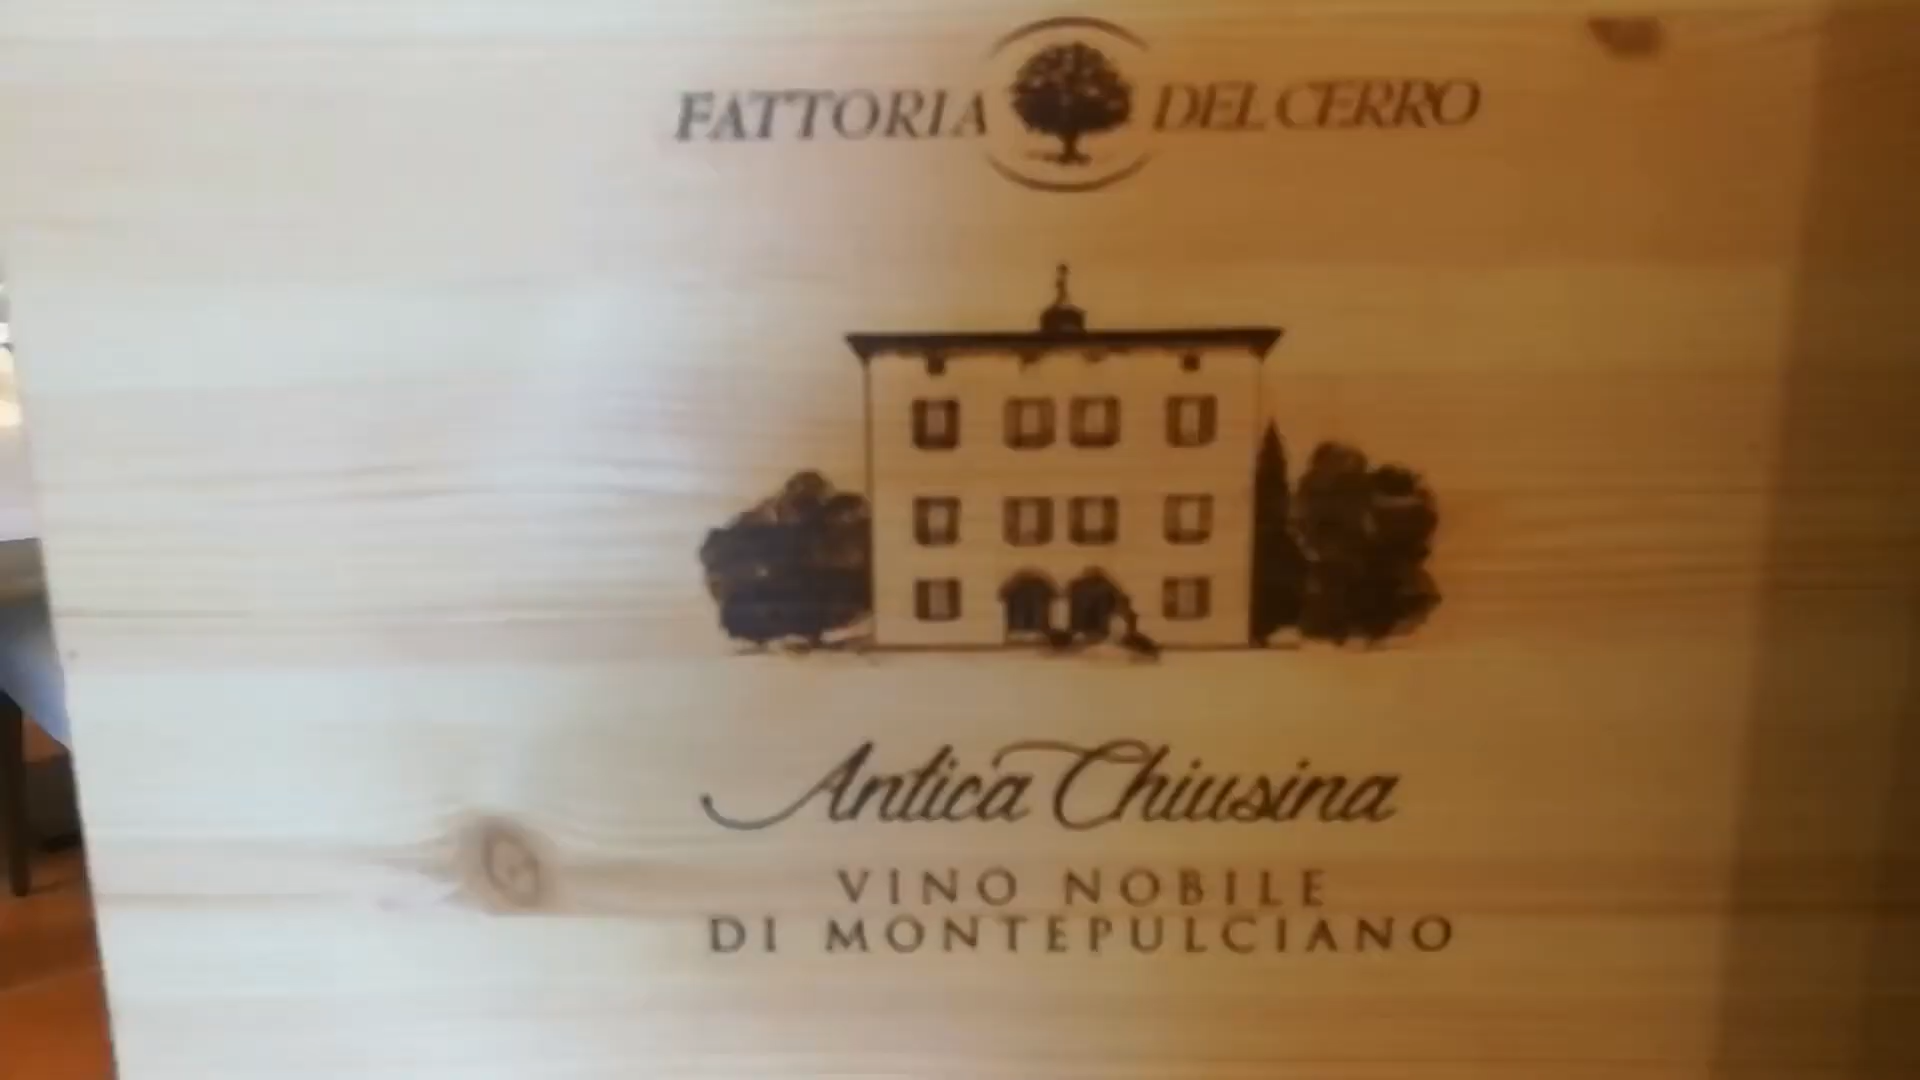 FATTORIA DEL CERRO
Antica Chiusina
VINO NOBILE
DI MONTEPULCIANO